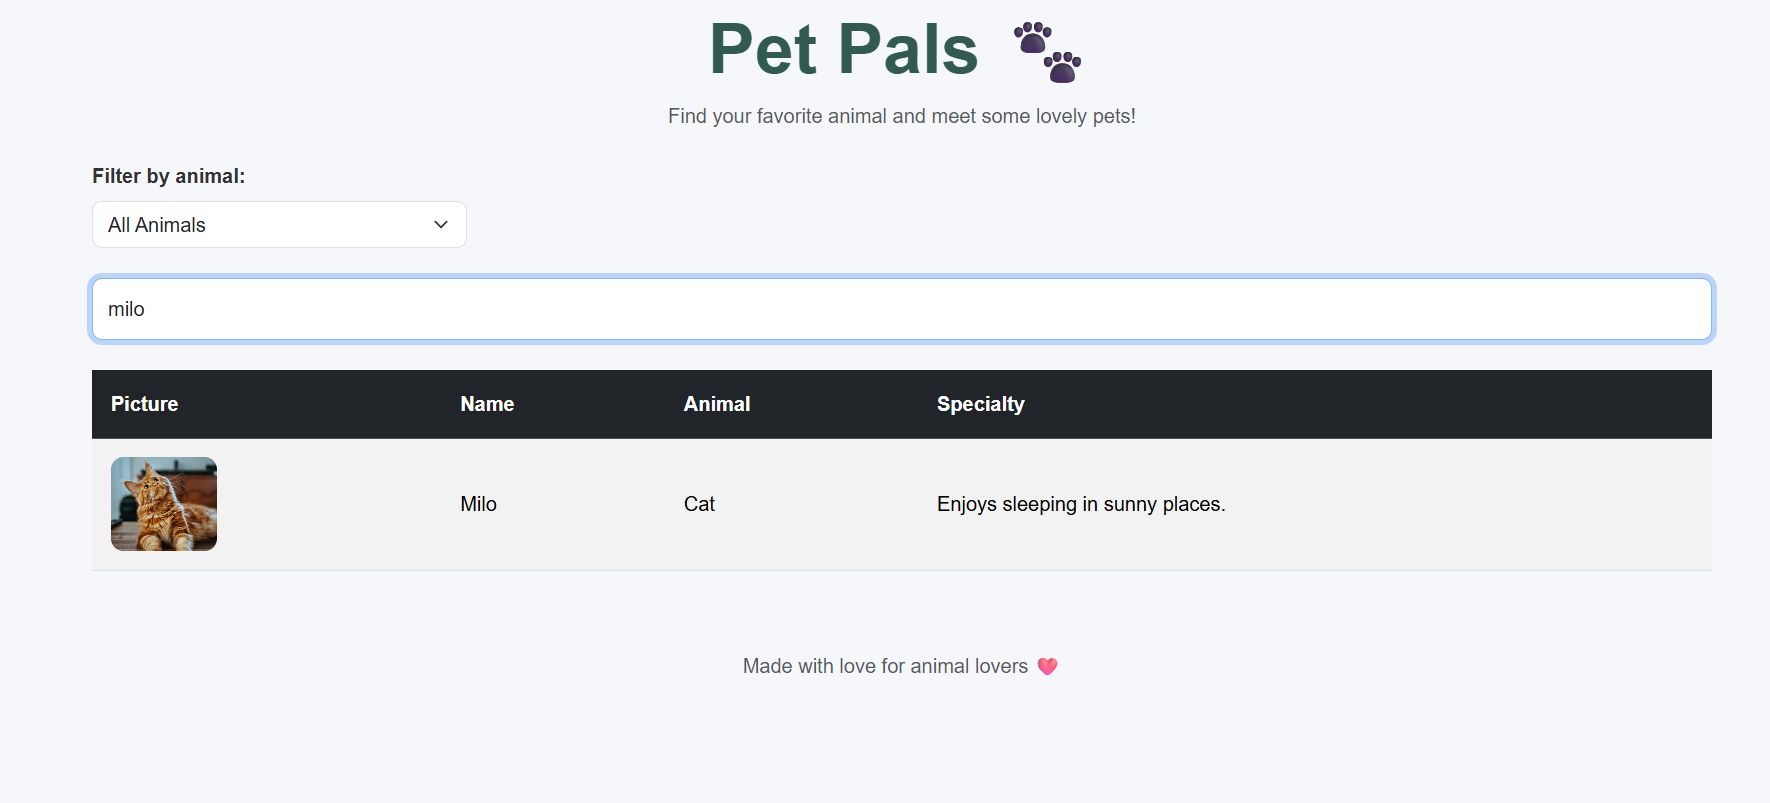 Pet Pals 🐾
Find your favorite animal and meet some lovely pets!
Filter by animal:
All Animals
milo
Picture Name Animal Specialty
Milo Cat Enjoys sleeping in sunny places.
Made with love for animal lovers 💖